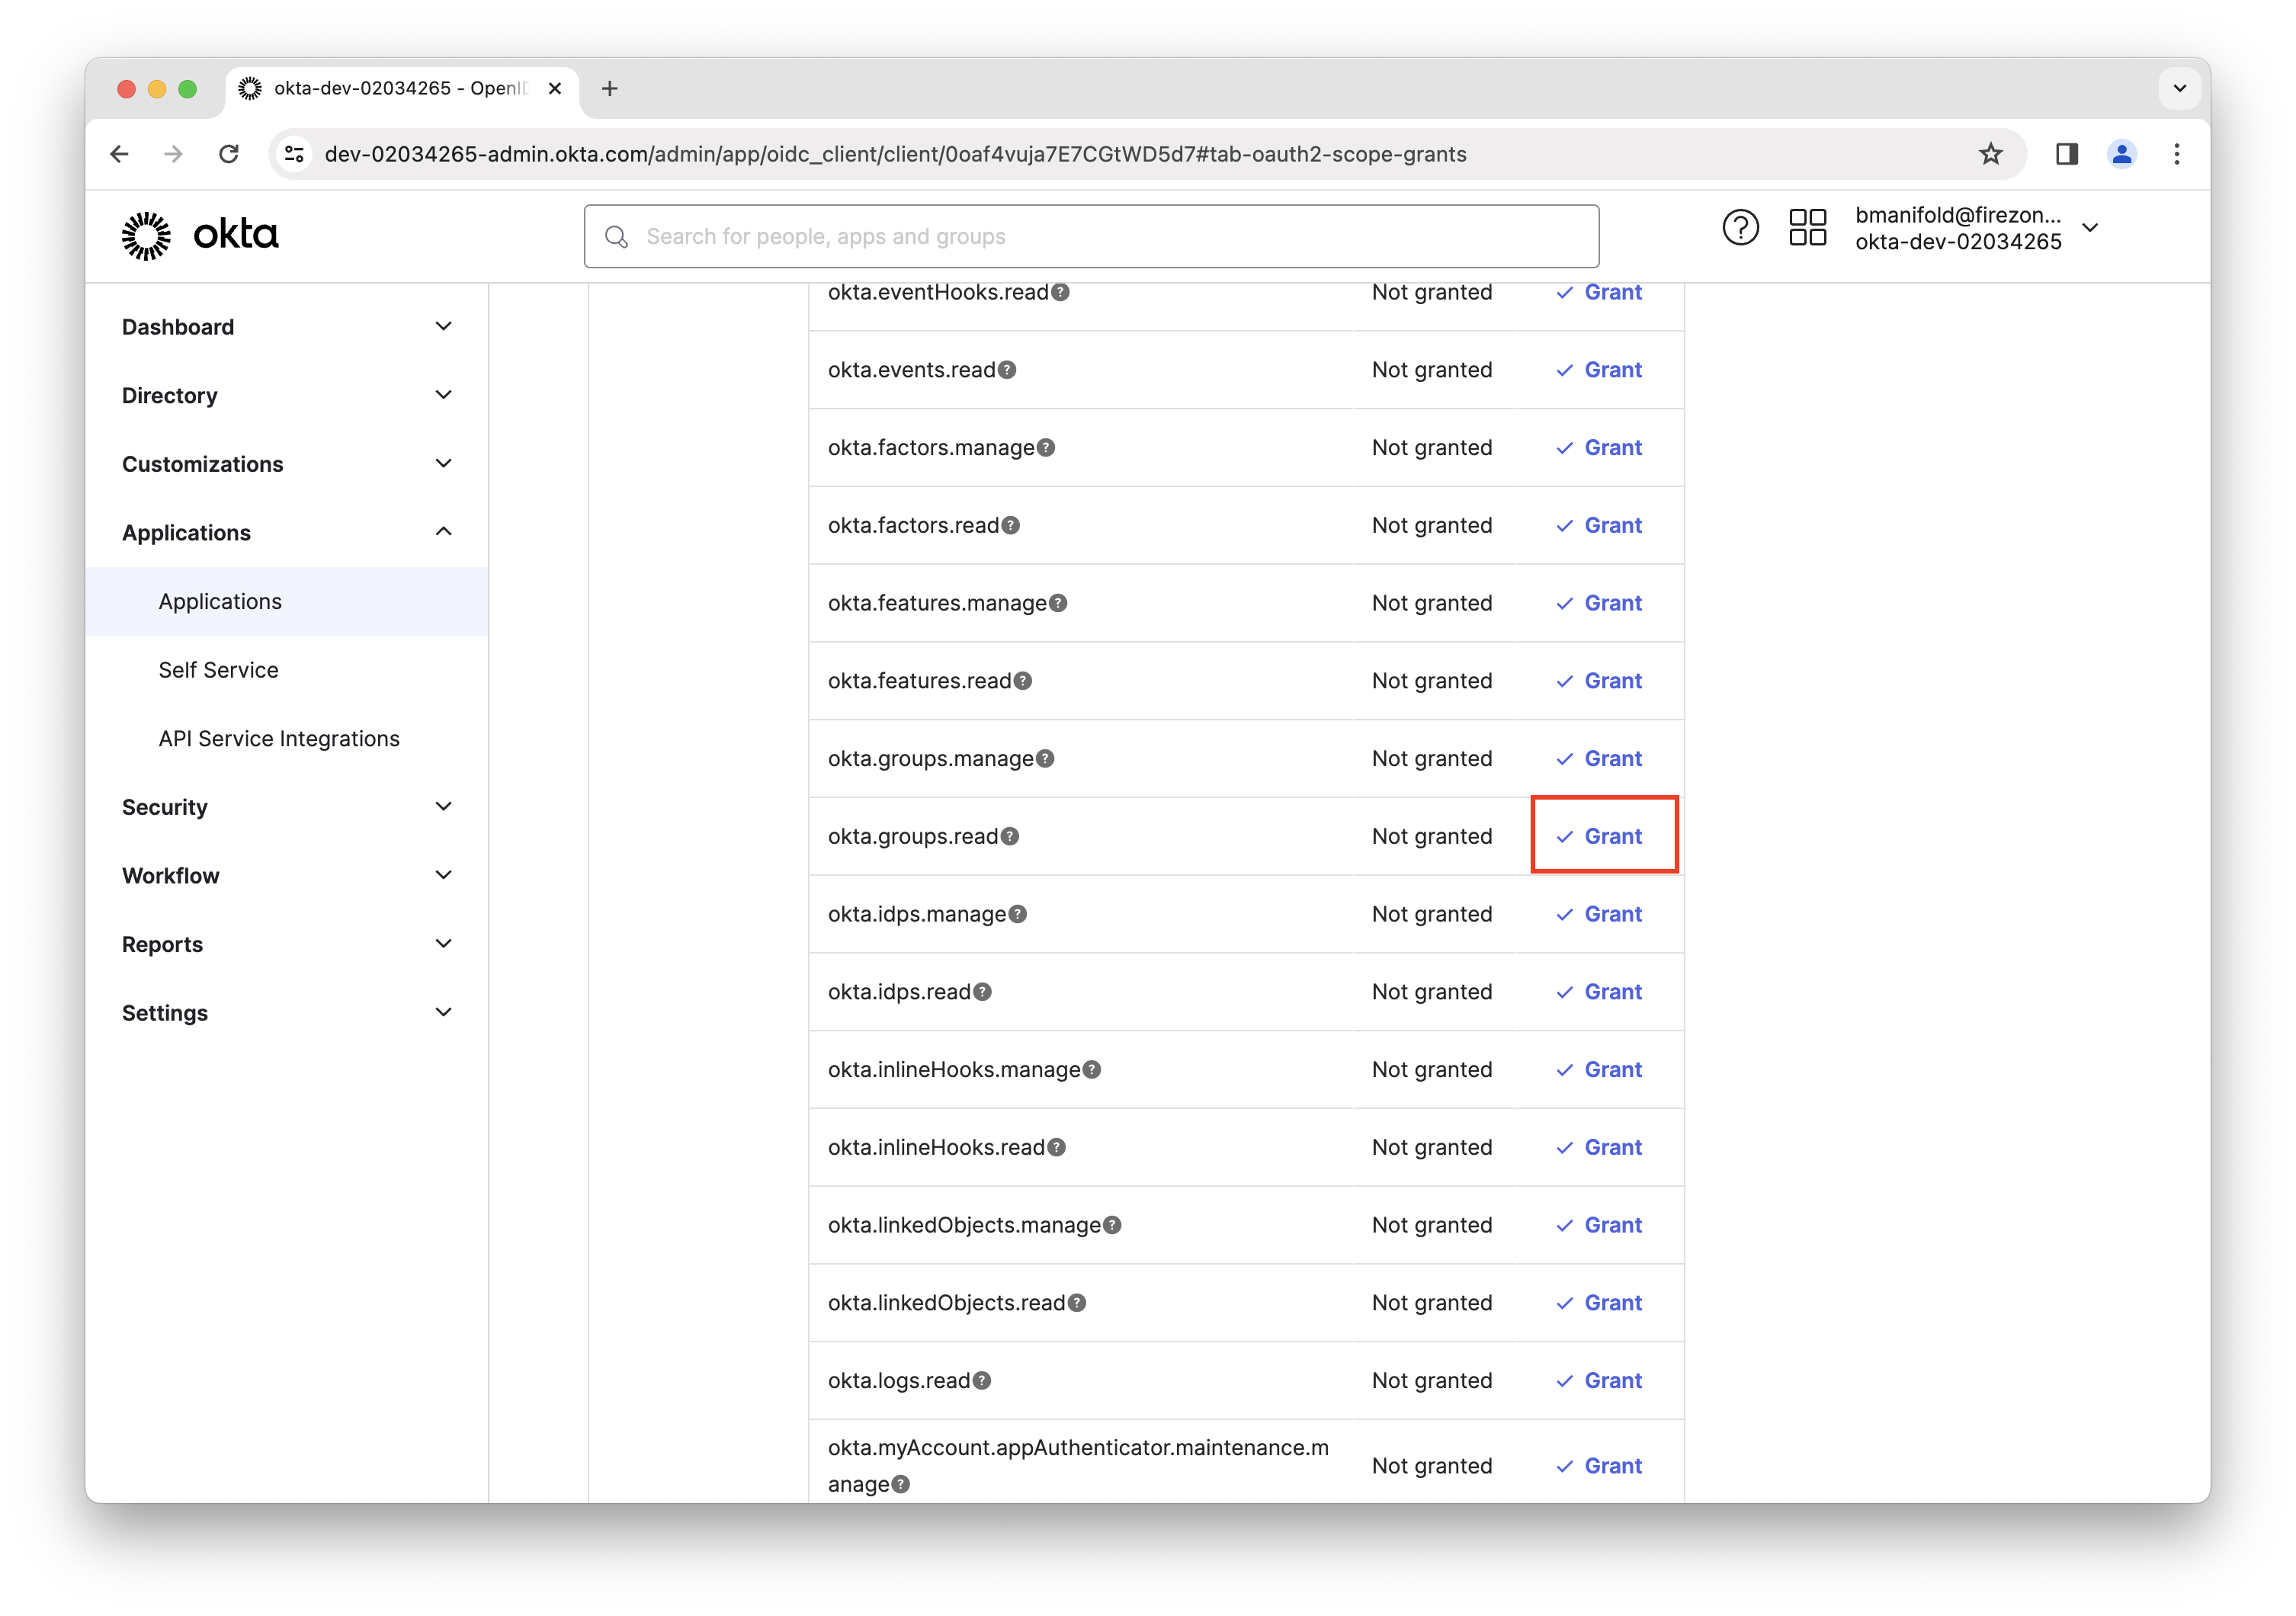 okta-dev-02034265 - OpenID
dev-02034265-admin.okta.com/admin/app/oidc_client/client/0oaf4vuja7E7CGtWD5d7#tab-oauth2-scope-grants
okta
Search for people, apps and groups
bmanifold@firezon...
okta-dev-02034265
Dashboard
Directory
Customizations
Applications
Applications
Self Service
API Service Integrations
Security
Workflow
Reports
Settings
okta.eventHooks.read Not granted Grant
okta.events.read Not granted Grant
okta.factors.manage Not granted Grant
okta.factors.read Not granted Grant
okta.features.manage Not granted Grant
okta.features.read Not granted Grant
okta.groups.manage Not granted Grant
okta.groups.read Not granted Grant
okta.idps.manage Not granted Grant
okta.idps.read Not granted Grant
okta.inlineHooks.manage Not granted Grant
okta.inlineHooks.read Not granted Grant
okta.linkedObjects.manage Not granted Grant
okta.linkedObjects.read Not granted Grant
okta.logs.read Not granted Grant
okta.myAccount.appAuthenticator.maintenance.m
anage Not granted Grant